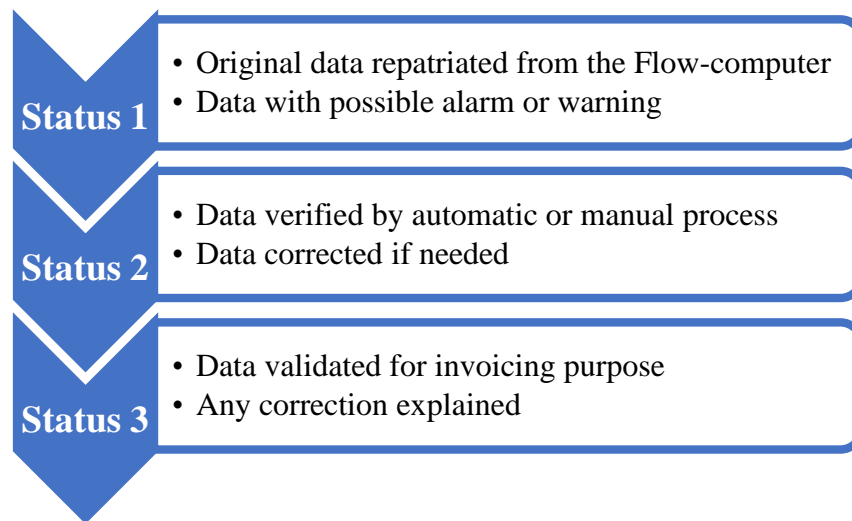 Status 1
• Original data repatriated from the Flow-computer
• Data with possible alarm or warning
Status 2
• Data verified by automatic or manual process
• Data corrected if needed
Status 3
• Data validated for invoicing purpose
• Any correction explained